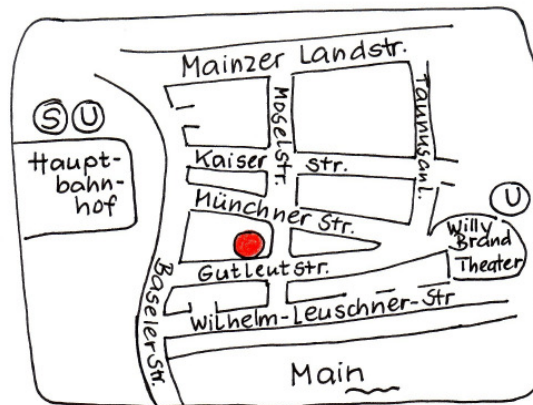 Mainzer Landstr.
S U
Haupt-
bahn-
hof
Moselstr.
Taunusanl.
Kaiser str.
Münchner Str.
U
Willy
Brand
Theater
Gutleutstr.
Baseler Str.
Wilhelm-Leuschner-Str
Main